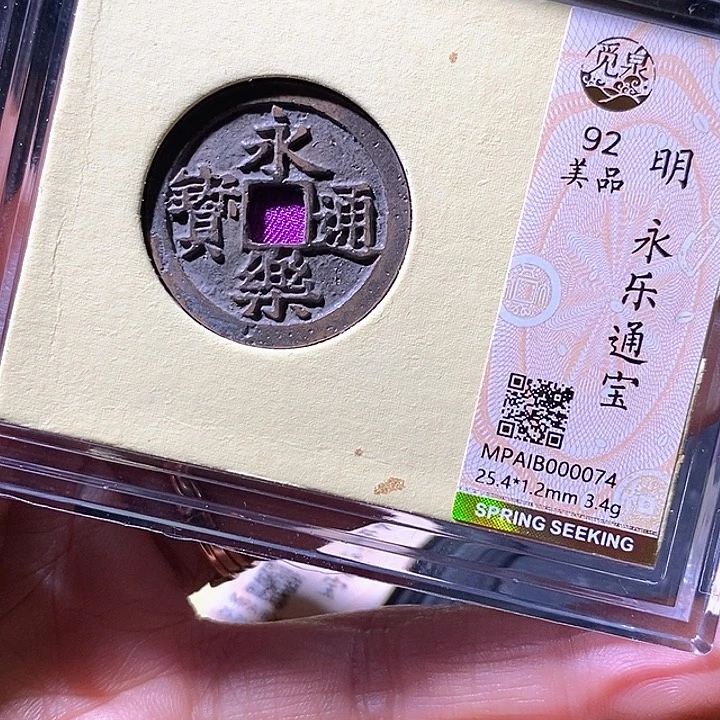 永
樂
通
寶
覓泉
92
美品
明
永乐通宝
MPAIB000074
25.4*1.2mm 3.4g
SPRING SEEKING